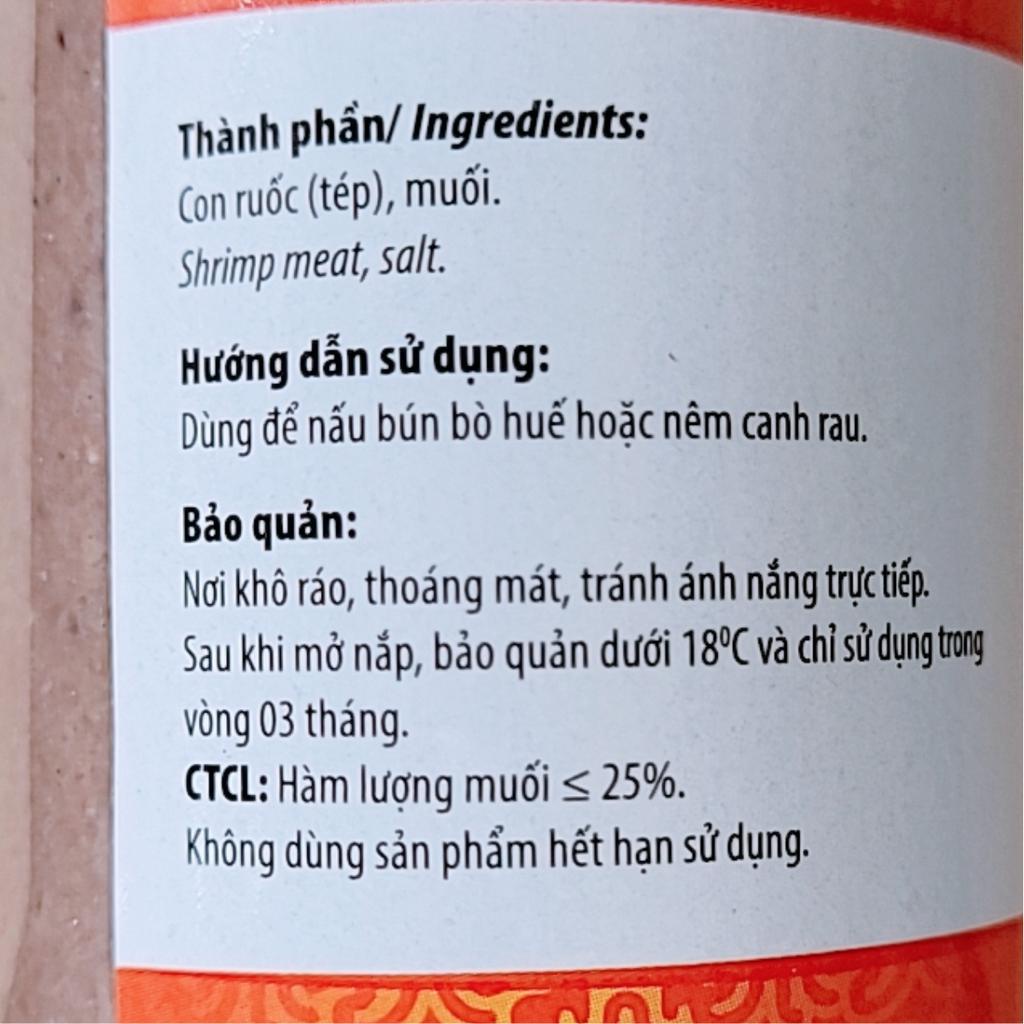 Thành phần/ Ingredients:
Con ruốc (tép), muối.
Shrimp meat, salt.
Hướng dẫn sử dụng:
Dùng để nấu bún bò huế hoặc nêm canh rau.
Bảo quản:
Nơi khô ráo, thoáng mát, tránh ánh nắng trực tiếp.
Sau khi mở nắp, bảo quản dưới 18⁰C và chỉ sử dụng trong
vòng 03 tháng.
CTCL: Hàm lượng muối ≤ 25%.
Không dùng sản phẩm hết hạn sử dụng.